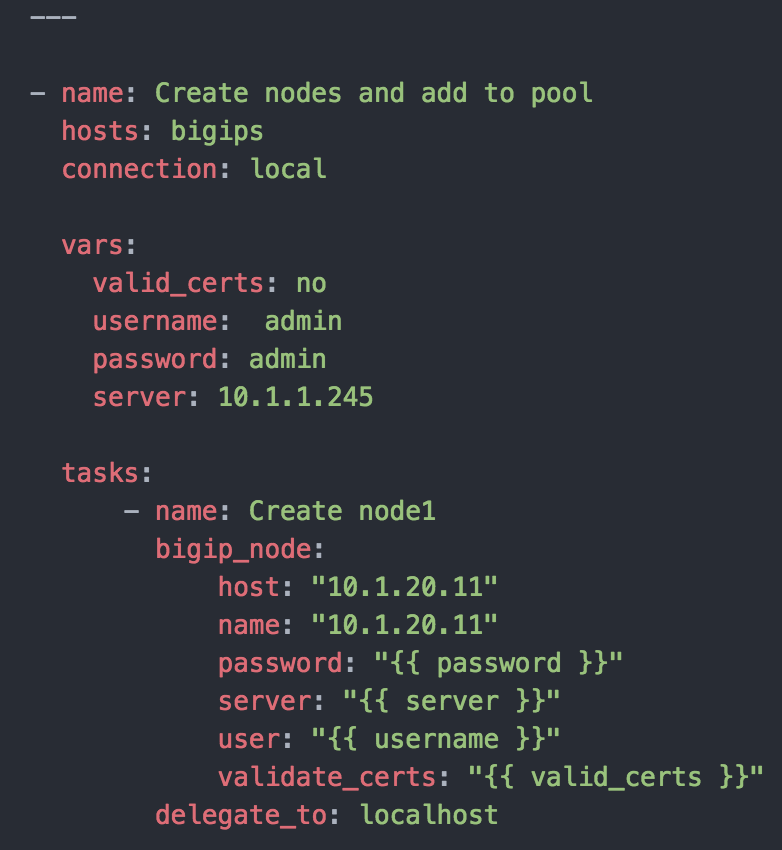 ---
- name: Create nodes and add to pool
  hosts: bigips
  connection: local
  vars:
    valid_certs: no
    username:  admin
    password: admin
    server: 10.1.1.245
  tasks:
      - name: Create node1
        bigip_node:
            host: "10.1.20.11"
            name: "10.1.20.11"
            password: "{{ password }}"
            server: "{{ server }}"
            user: "{{ username }}"
            validate_certs: "{{ valid_certs }}"
        delegate_to: localhost